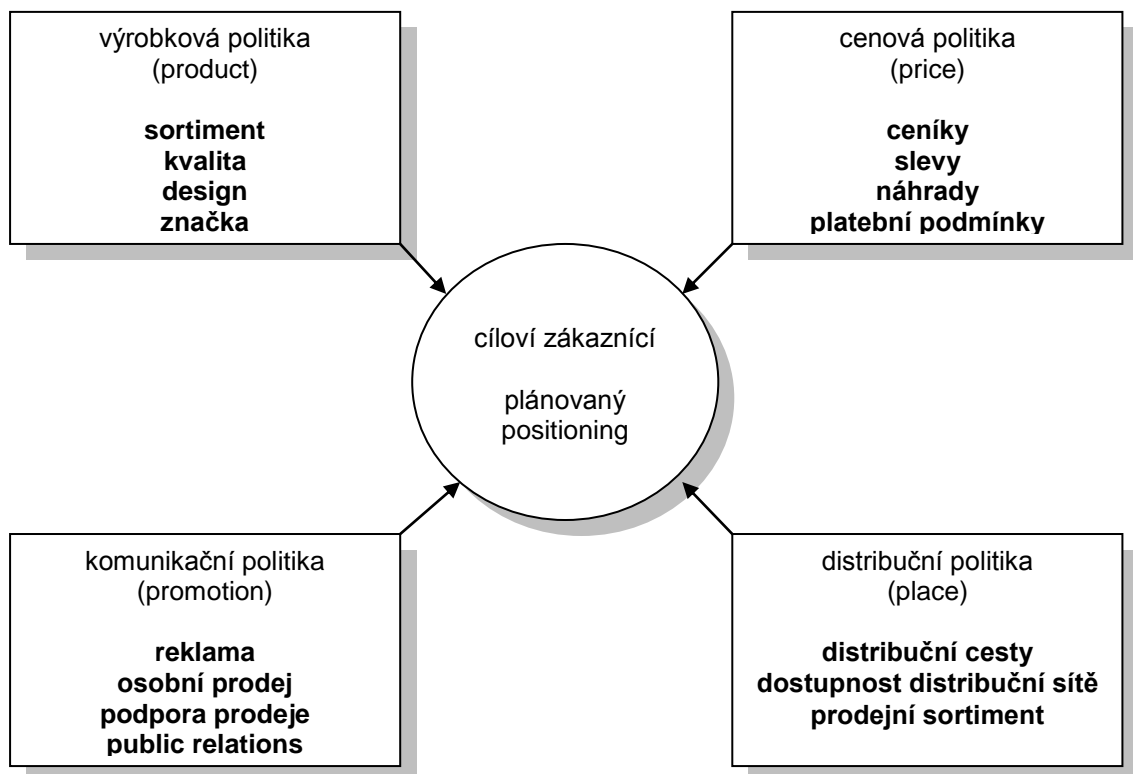 výrobková politika
(product)
sortiment
kvalita
design
značka
cenová politika
(price)
ceníky
slevy
náhrady
platební podmínky
cíloví zákaznící
plánovaný
positioning
komunikační politika
(promotion)
reklama
osobní prodej
podpora prodeje
public relations
distribuční politika
(place)
distribuční cesty
dostupnost distribuční sítě
prodejní sortiment